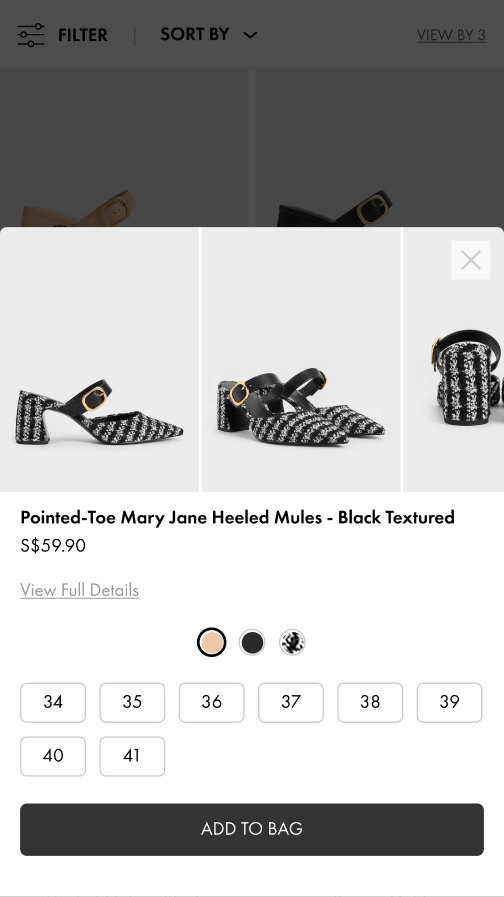 FILTER
SORT BY
VIEW BY 3
Pointed-Toe Mary Jane Heeled Mules - Black Textured
S$59.90
View Full Details
34 35 36 37 38 39
40 41
ADD TO BAG